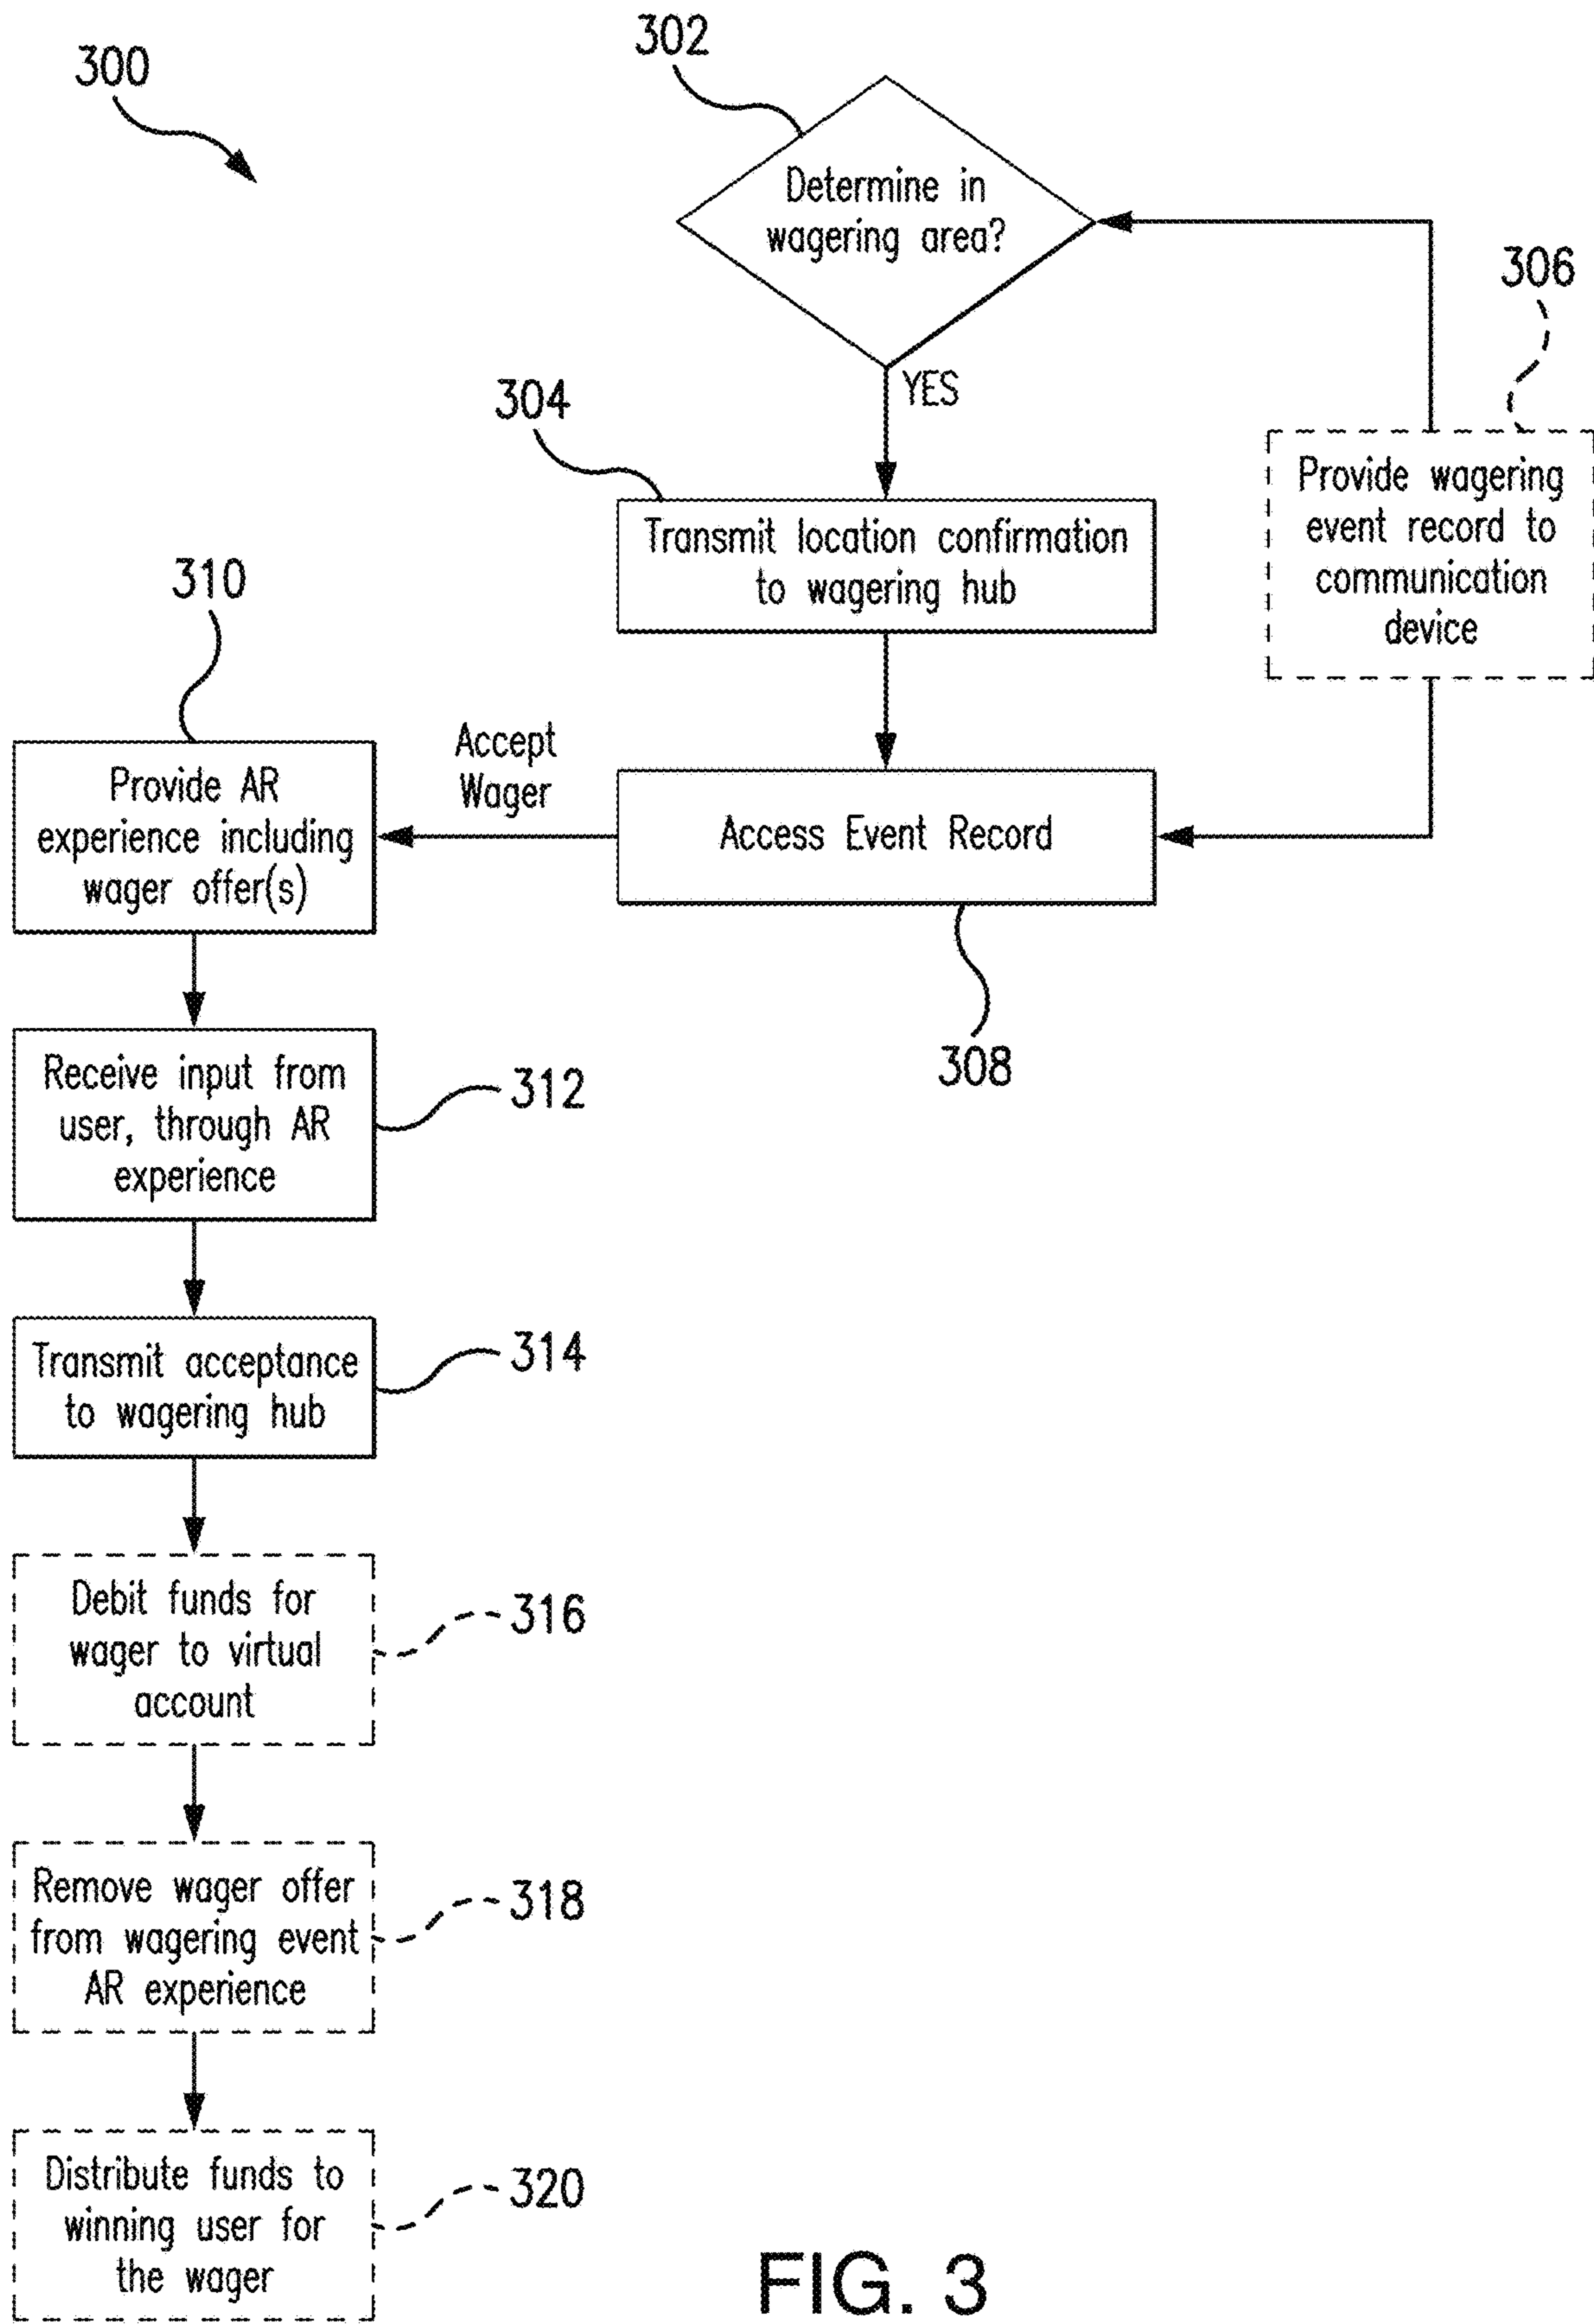 300
302
Determine in
wagering area?
YES
304
Transmit location confirmation
to wagering hub
306
Provide wagering
event record to
communication
device
310
Provide AR
experience including
wager offer(s)
Accept
Wager
Access Event Record
308
Receive input from
user, through AR
experience
312
Transmit acceptance
to wagering hub
314
Debit funds for
wager to virtual
account
316
Remove wager offer
from wagering event
AR experience
318
Distribute funds to
winning user for
the wager
320
FIG. 3